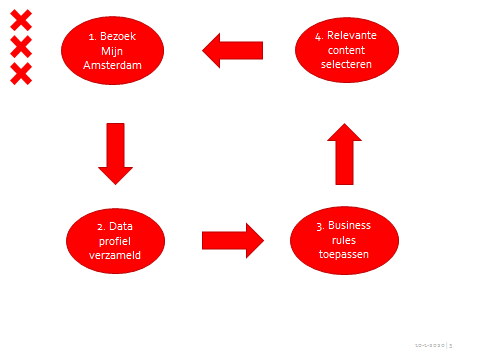 1. Bezoek
Mijn
Amsterdam
2. Data
profiel
verzameld
3. Business
rules
toepassen
4. Relevante
content
selecteren